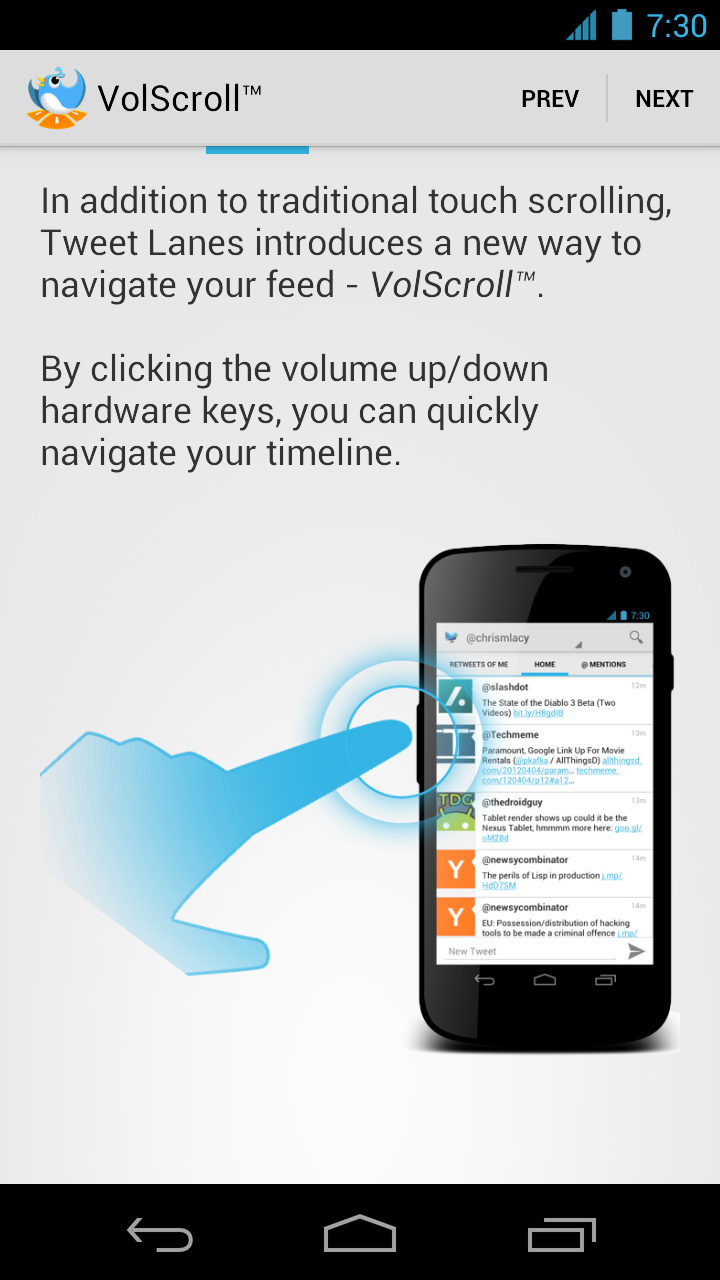 7:30
VolScroll™
PREV
NEXT
In addition to traditional touch scrolling,
Tweet Lanes introduces a new way to
navigate your feed - VolScroll™.
By clicking the volume up/down
hardware keys, you can quickly
navigate your timeline.
7:30
@chrismlacy
RETWEETS OF ME
HOME
@ MENTIONS
@slashdot
12m
The State of the Diablo 3 Beta (Two
Videos) bit.ly/H8gdIB
@Techmeme
13m
Paramount, Google Link Up For Movie
Rentals (@pkafka / AllThingsD) allthingsd.
com/20120404/param... techmeme.
com/120404/p12#a12...
TDG
@thedroidguy
13m
Tablet render shows up could it be the
Nexus Tablet, hmmmm more here: goo.gl/
oM28d
Y
@newsycombinator
14m
The perils of Lisp in production j.mp/
HdD7SM
Y
@newsycombinator
14m
EU: Possession/distribution of hacking
tools to be made a criminal offence j.mp/
New Tweet